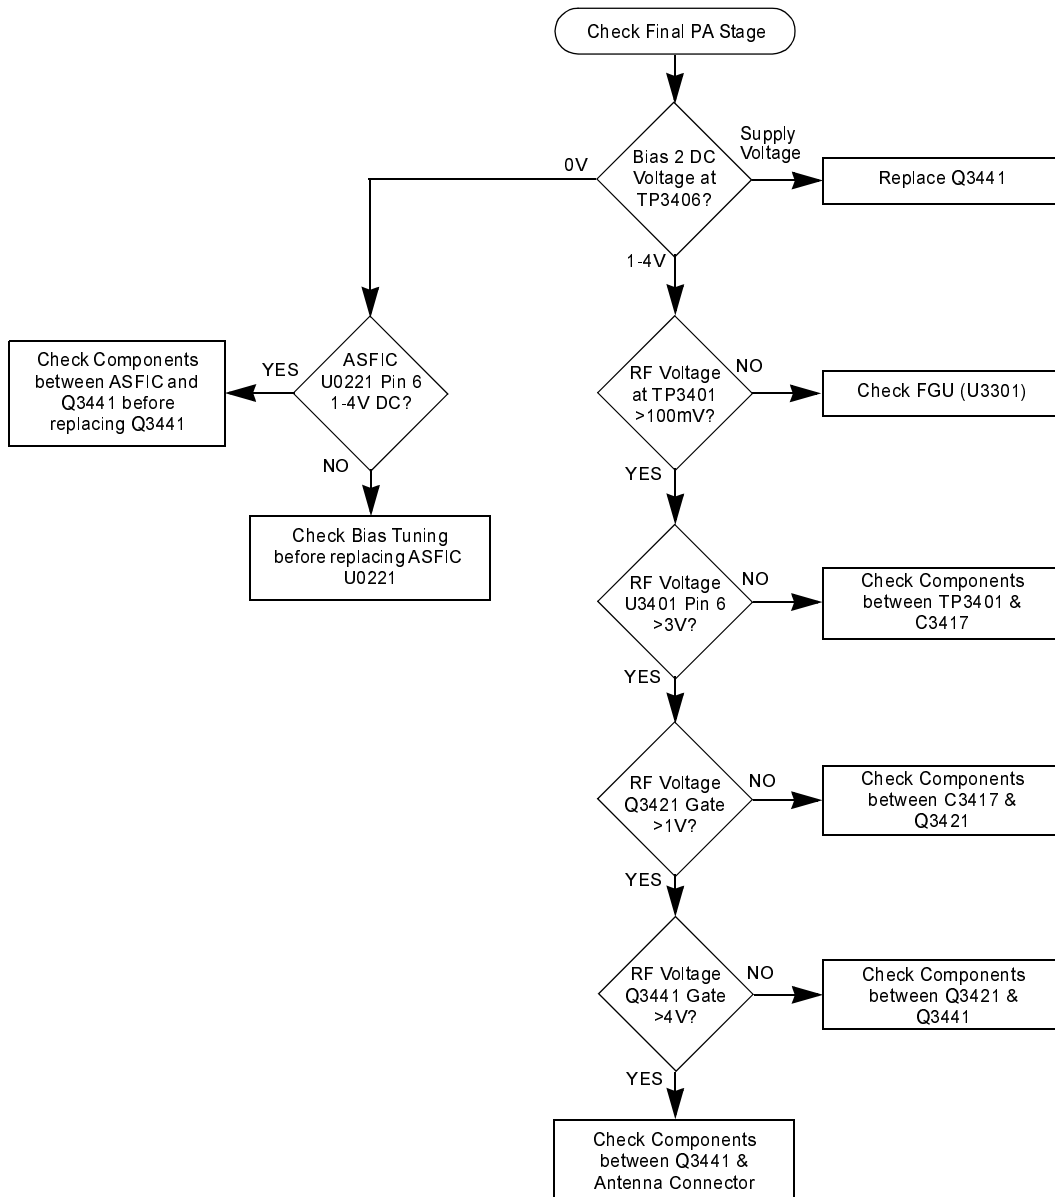 Check Final PA Stage
Supply
Voltage
0V
Bias 2 DC
Voltage at
TP3406?
Replace Q3441
1-4V
ASFIC
U0221 Pin 6
1-4V DC?
YES
Check Components
between ASFIC and
Q3441 before
replacing Q3441
NO
Check Bias Tuning
before replacing ASFIC
U0221
RF Voltage
at TP3401
>100mV?
NO
Check FGU (U3301)
YES
RF Voltage
U3401 Pin 6
>3V?
NO
Check Components
between TP3401 &
C3417
YES
RF Voltage
Q3421 Gate
>1V?
NO
Check Components
between C3417 &
Q3421
YES
RF Voltage
Q3441 Gate
>4V?
NO
Check Components
between Q3421 &
Q3441
YES
Check Components
between Q3441 &
Antenna Connector